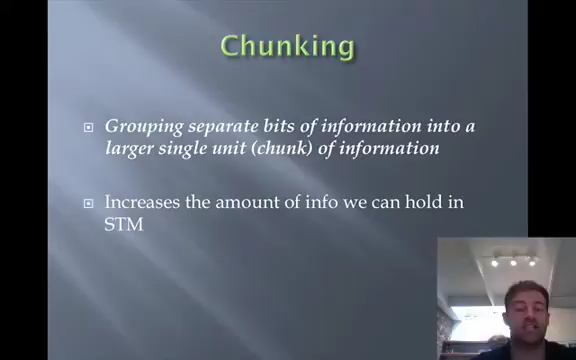 Chunking
Grouping separate bits of information into a
larger single unit (chunk) of information
Increases the amount of info we can hold in
STM